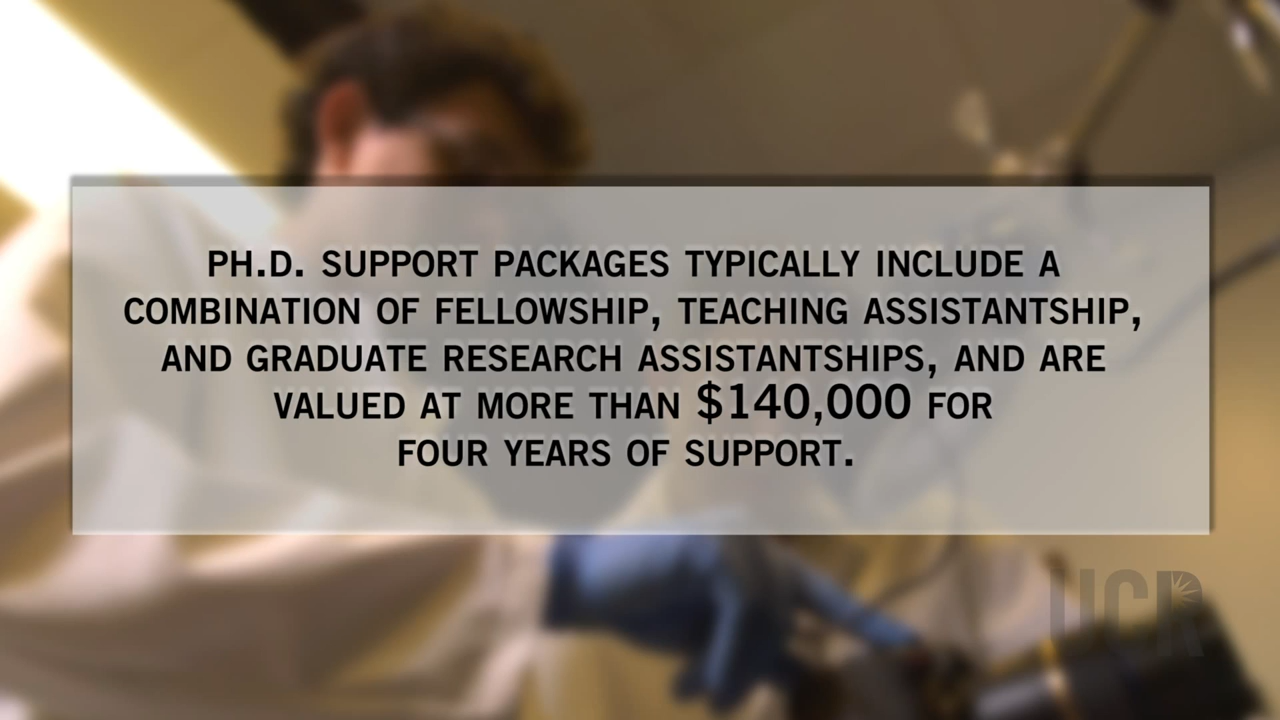 PH.D. SUPPORT PACKAGES TYPICALLY INCLUDE A
COMBINATION OF FELLOWSHIP, TEACHING ASSISTANTSHIP,
AND GRADUATE RESEARCH ASSISTANTSHIPS, AND ARE
VALUED AT MORE THAN $140,000 FOR
FOUR YEARS OF SUPPORT.
UCR